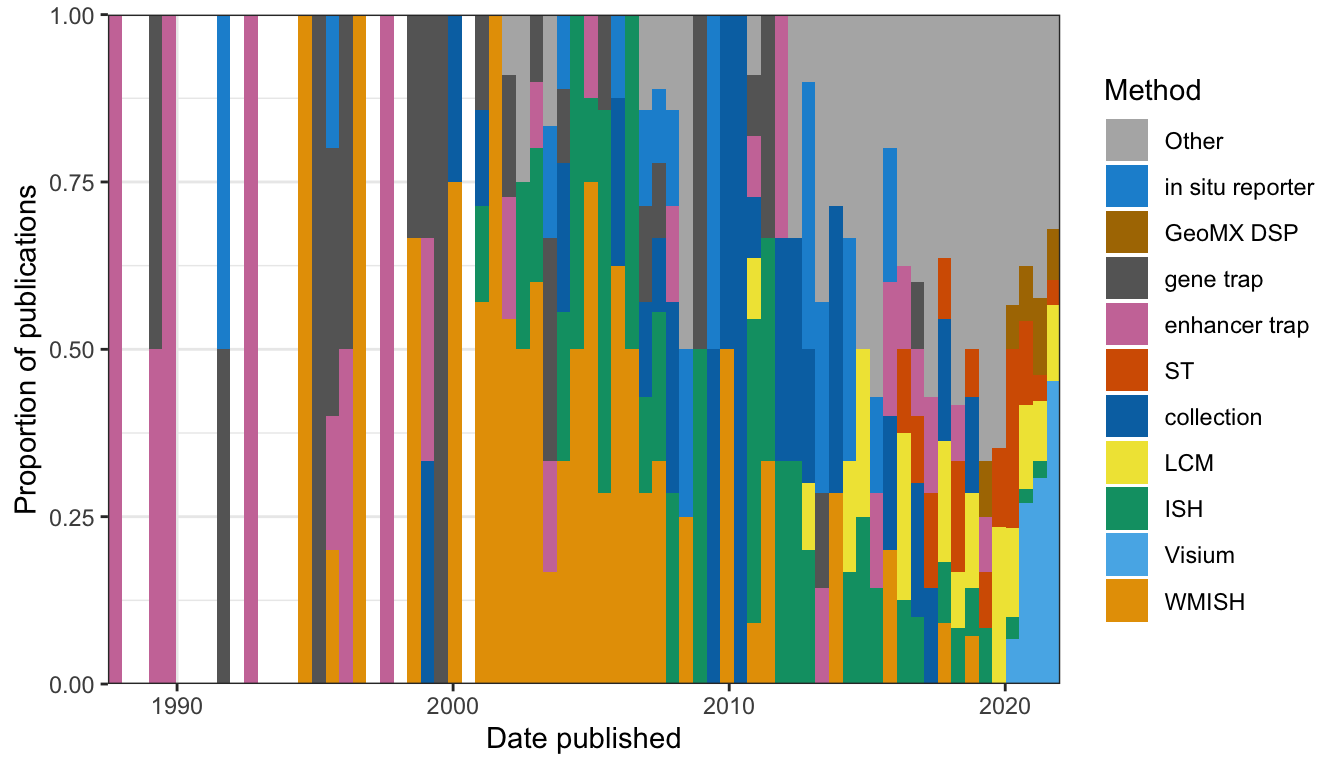 1.00
0.75
0.50
0.25
0.00
Proportion of publications
1990
2000
2010
2020
Date published
Method
Other
in situ reporter
GeoMX DSP
gene trap
enhancer trap
ST
collection
LCM
ISH
Visium
WMISH